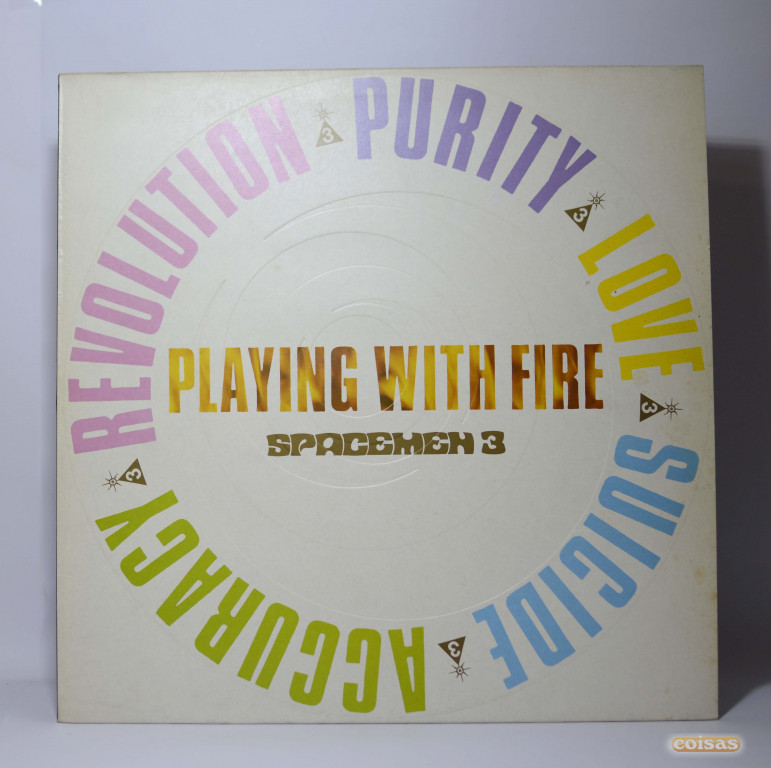 REVOLUTION
3
PURITY
3
LOVE
3
SUICIDE
3
ACCURACY
3
PLAYING WITH FIRE
SPACEMEN 3
coisas